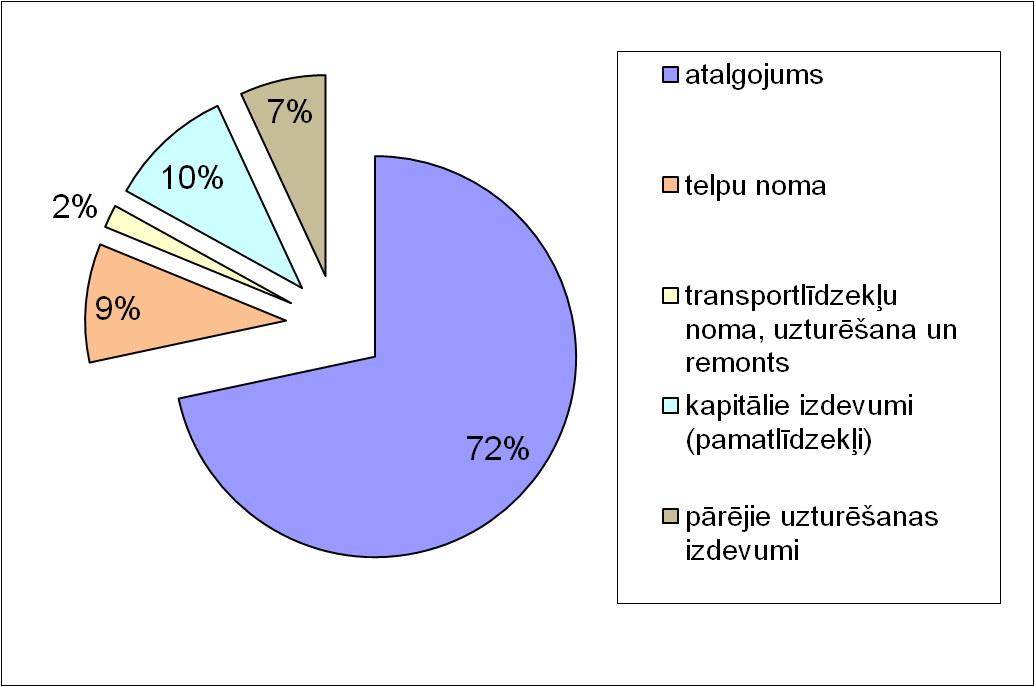 7%
10%
2%
9%
72%
atalgojums
telpu noma
transportlīdzekļu
noma, uzturēšana un
remonts
kapitālie izdevumi
(pamatlīdzekļi)
pārējie uzturēšanas
izdevumi